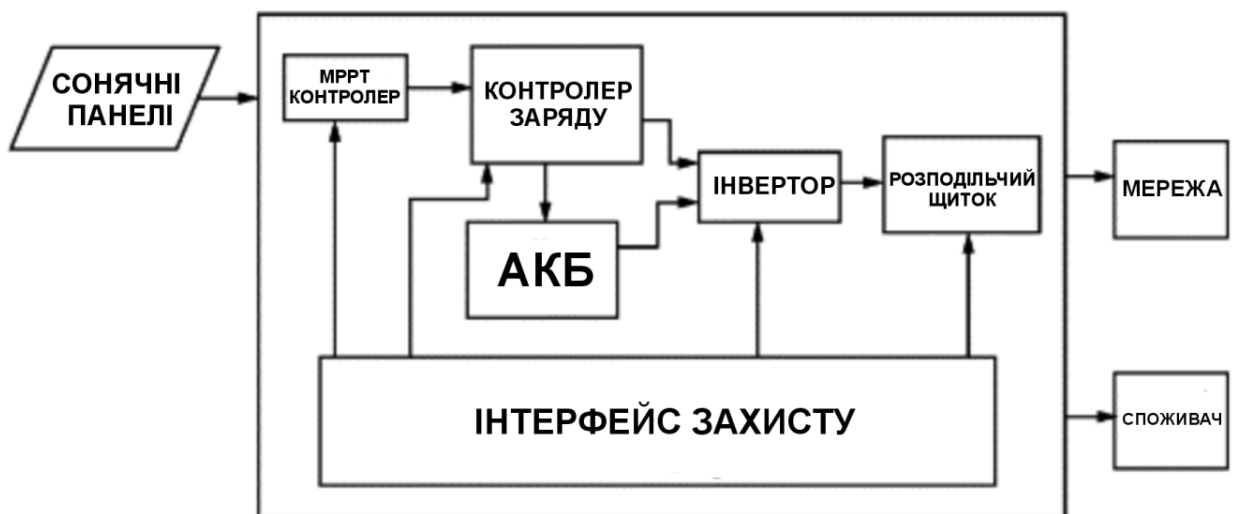 СОНЯЧНІ
ПАНЕЛІ
МРРТ
КОНТРОЛЕР
КОНТРОЛЕР
ЗАРЯДУ
АКБ
ІНВЕРТОР
РОЗПОДІЛЬЧИЙ
ЩИТОК
МЕРЕЖА
СПОЖИВАЧ
ІНТЕРФЕЙС ЗАХИСТУ